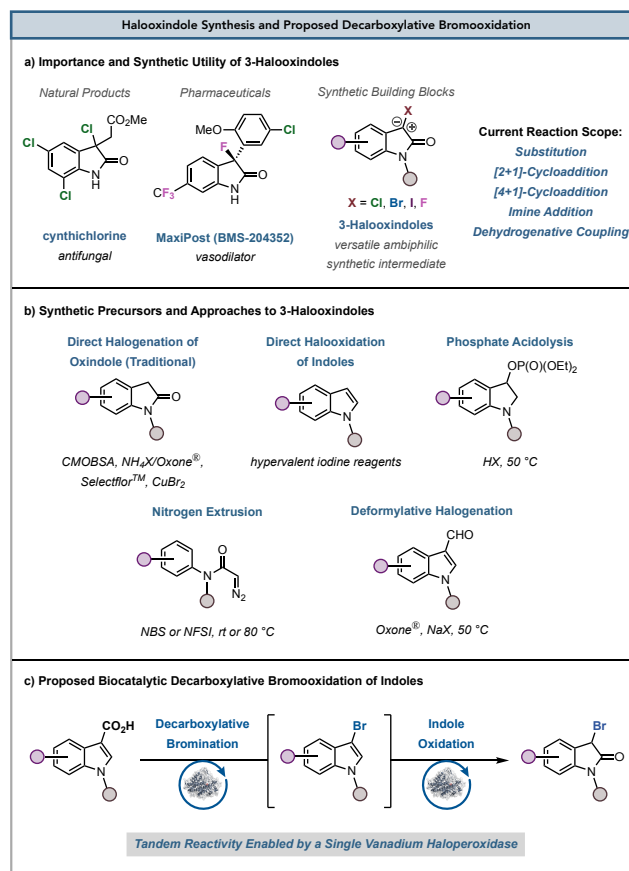 Halooxindole Synthesis and Proposed Decarboxylative Bromooxidation
a) Importance and Synthetic Utility of 3-Halooxindoles
Natural Products
Pharmaceuticals
Synthetic Building Blocks
CO2Me
Cl
Cl
O
N
H
Cl
cynthichlorine
antifungal
MeO
Cl
F
O
CF3
N
H
MaxiPost (BMS-204352)
vasodilator
X
O
N
X = Cl, Br, I, F
3-Halooxindoles
versatile ambiphilic
synthetic intermediate
Current Reaction Scope:
Substitution
[2+1]-Cycloaddition
[4+1]-Cycloaddition
Imine Addition
Dehydrogenative Coupling
b) Synthetic Precursors and Approaches to 3-Halooxindoles
Direct Halogenation of
Oxindole (Traditional)
O
N
CMOBSA, NH4X/Oxone®,
Selectflor™, CuBr2
Direct Halooxidation
of Indoles
N
hypervalent iodine reagents
Phosphate Acidolysis
OP(O)(OEt)2
N
HX, 50 °C
Nitrogen Extrusion
O
N
N2
NBS or NFSI, rt or 80 °C
Deformylative Halogenation
CHO
N
Oxone®, NaX, 50 °C
c) Proposed Biocatalytic Decarboxylative Bromooxidation of Indoles
CO2H
N
Decarboxylative
Bromination
Br
N
Indole
Oxidation
Br
O
N
Tandem Reactivity Enabled by a Single Vanadium Haloperoxidase